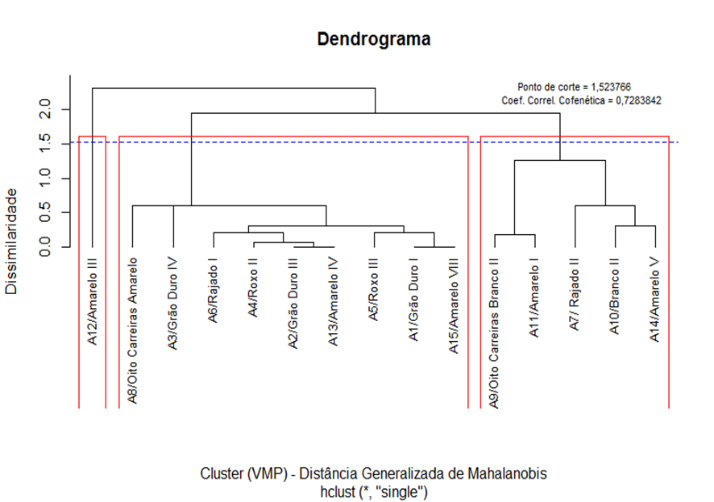 Dendrograma
Ponto de corte = 1,523766
Coef. Correl. Cofenética = 0,7283842
Dissimilaridade
2.0
1.5
1.0
0.5
0.0
A12/Amarelo III
A8/Oito Carreiras Amarelo
A3/Grão Duro IV
A6/Rajado I
A4/Roxo II
A2/Grão Duro III
A13/Amarelo IV
A5/Roxo III
A1/Grão Duro I
A15/Amarelo VIII
A9/Oito Carreiras Branco II
A11/Amarelo I
A7/ Rajado II
A10/Branco II
A14/Amarelo V
Cluster (VMP) - Distância Generalizada de Mahalanobis
hclust (*, "single")